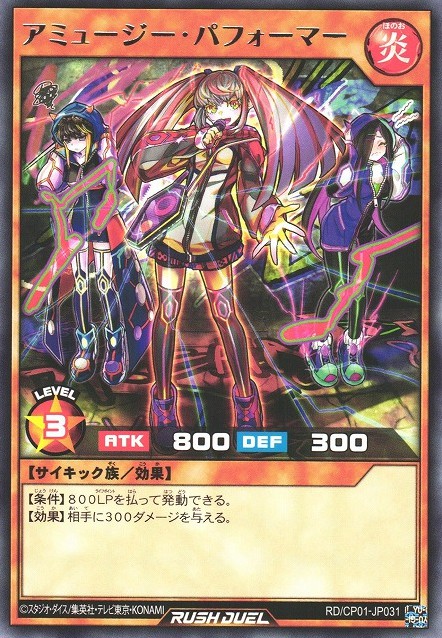 アミュージー・パフォーマー
ほのお
炎
LEVEL
3
ATK 800 DEF 300
【サイキック族／効果】
【条件】800LPを払って発動できる。
【効果】相手に300ダメージを与える。
©スタジオ・ダイス/集英社・テレビ東京・KONAMI
RUSH DUEL
RD/CP01-JP031